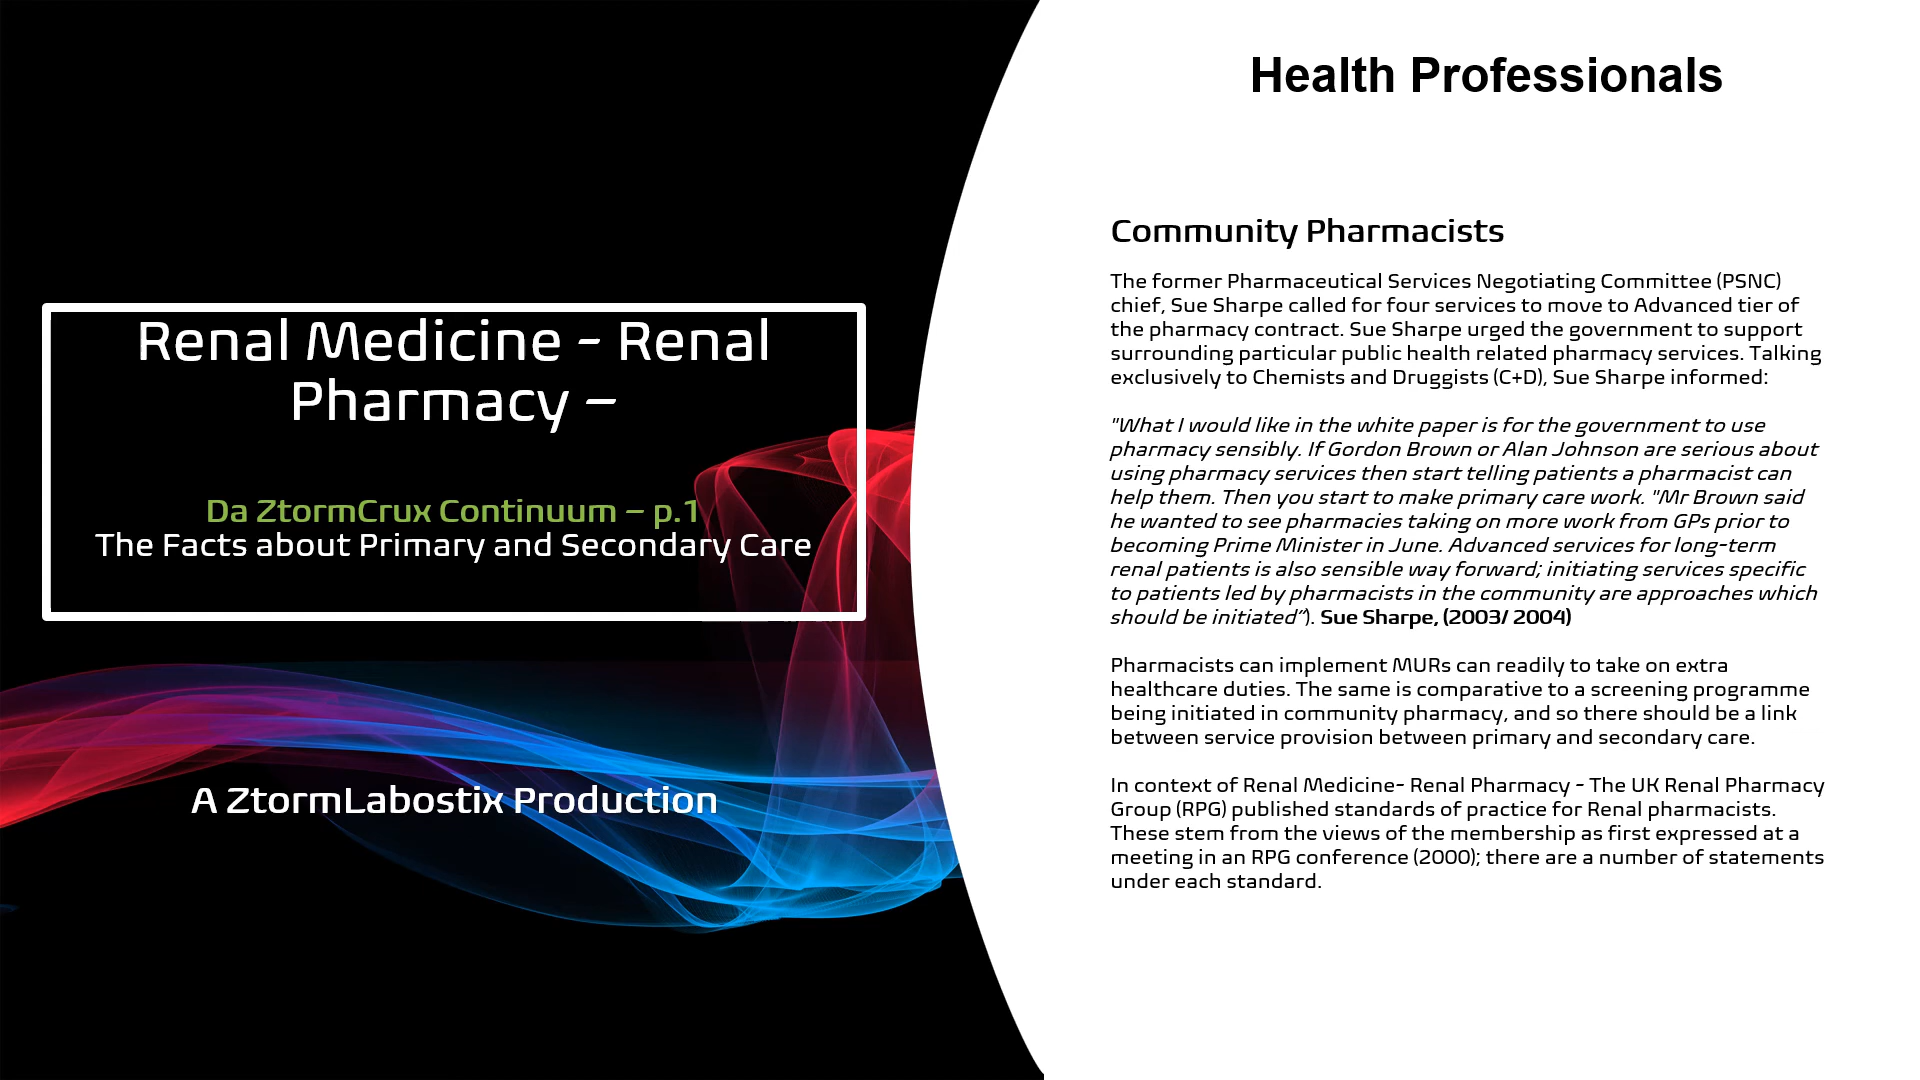 Renal Medicine - Renal
Pharmacy –
Da ZtormCrux Continuum – p.1
The Facts about Primary and Secondary Care
A ZtormLabostix Production
Health Professionals
Community Pharmacists
The former Pharmaceutical Services Negotiating Committee (PSNC)
chief, Sue Sharpe called for four services to move to Advanced tier of
the pharmacy contract. Sue Sharpe urged the government to support
surrounding particular public health related pharmacy services. Talking
exclusively to Chemists and Druggists (C+D), Sue Sharpe informed:
"What I would like in the white paper is for the government to use
pharmacy sensibly. If Gordon Brown or Alan Johnson are serious about
using pharmacy services then start telling patients a pharmacist can
help them. Then you start to make primary care work. "Mr Brown said
he wanted to see pharmacies taking on more work from GPs prior to
becoming Prime Minister in June. Advanced services for long-term
renal patients is also sensible way forward; initiating services specific
to patients led by pharmacists in the community are approaches which
should be initiated”). Sue Sharpe, (2003/ 2004)
Pharmacists can implement MURs can readily to take on extra
healthcare duties. The same is comparative to a screening programme
being initiated in community pharmacy, and so there should be a link
between service provision between primary and secondary care.
In context of Renal Medicine- Renal Pharmacy - The UK Renal Pharmacy
Group (RPG) published standards of practice for Renal pharmacists.
These stem from the views of the membership as first expressed at a
meeting in an RPG conference (2000); there are a number of statements
under each standard.